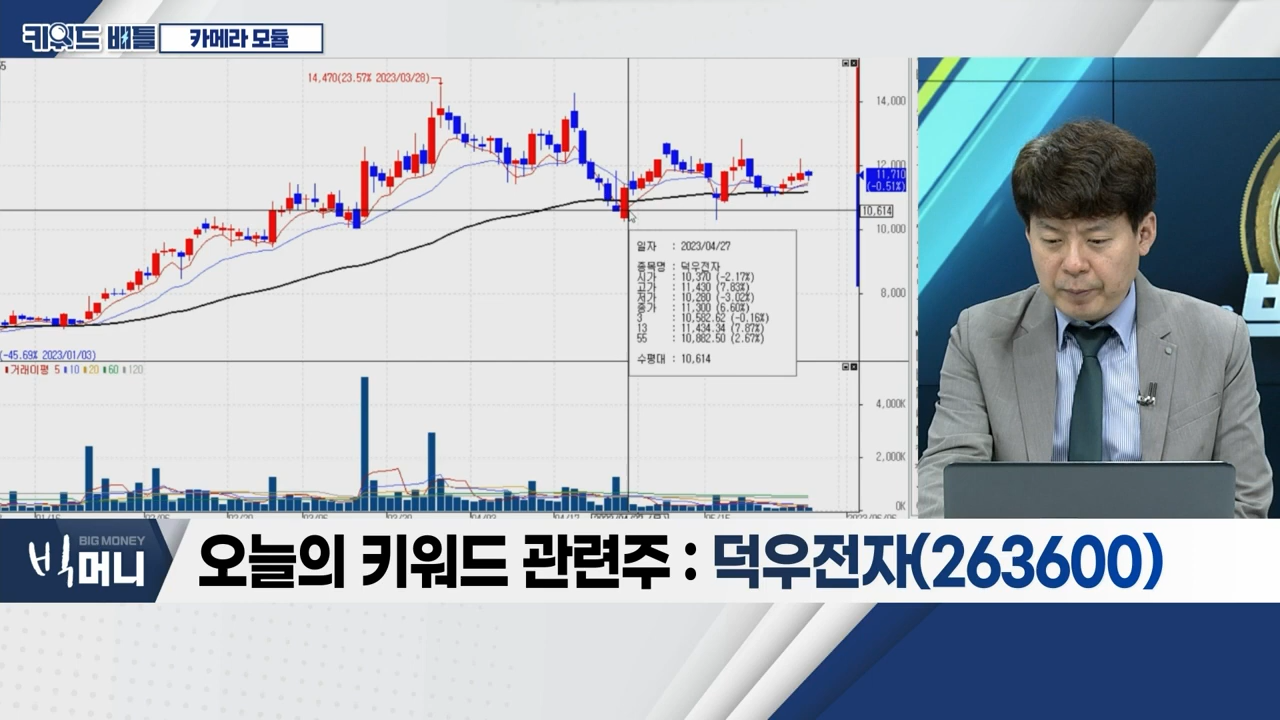 키워드 배틀
카메라 모듈
14,470(23.57% 2023/03/28)
14,000
12,000
11,710
(-0.51%)
10,614
10,000
8,000
일자 : 2023/04/27
종목명 : 덕우전자
시가 : 10,370 (-2.17%)
고가 : 11,430 (7.83%)
저가 : 10,280 (-3.02%)
종가 : 11,300 (6.60%)
3 : 10,582.62 (-0.16%)
13 : 11,434.34 (7.87%)
55 : 10,882.50 (2.67%)
수평대 : 10,614
(-45.69% 2023/01/03)
거래이평 5 10 20 60 120
4,000K
2,000K
0K
BIG MONEY
빅머니
오늘의 키워드 관련주 : 덕우전자(263600)